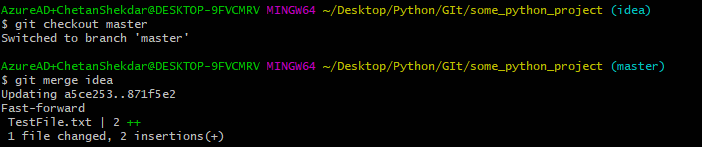 AzureAD+ChetanShekdar@DESKTOP-9FVCMRV MINGW64 ~/Desktop/Python/GIt/some_python_project (idea)
$ git checkout master
Switched to branch 'master'
AzureAD+ChetanShekdar@DESKTOP-9FVCMRV MINGW64 ~/Desktop/Python/GIt/some_python_project (master)
$ git merge idea
Updating a5ce253..871f5e2
Fast-forward
 TestFile.txt | 2 ++
 1 file changed, 2 insertions(+)